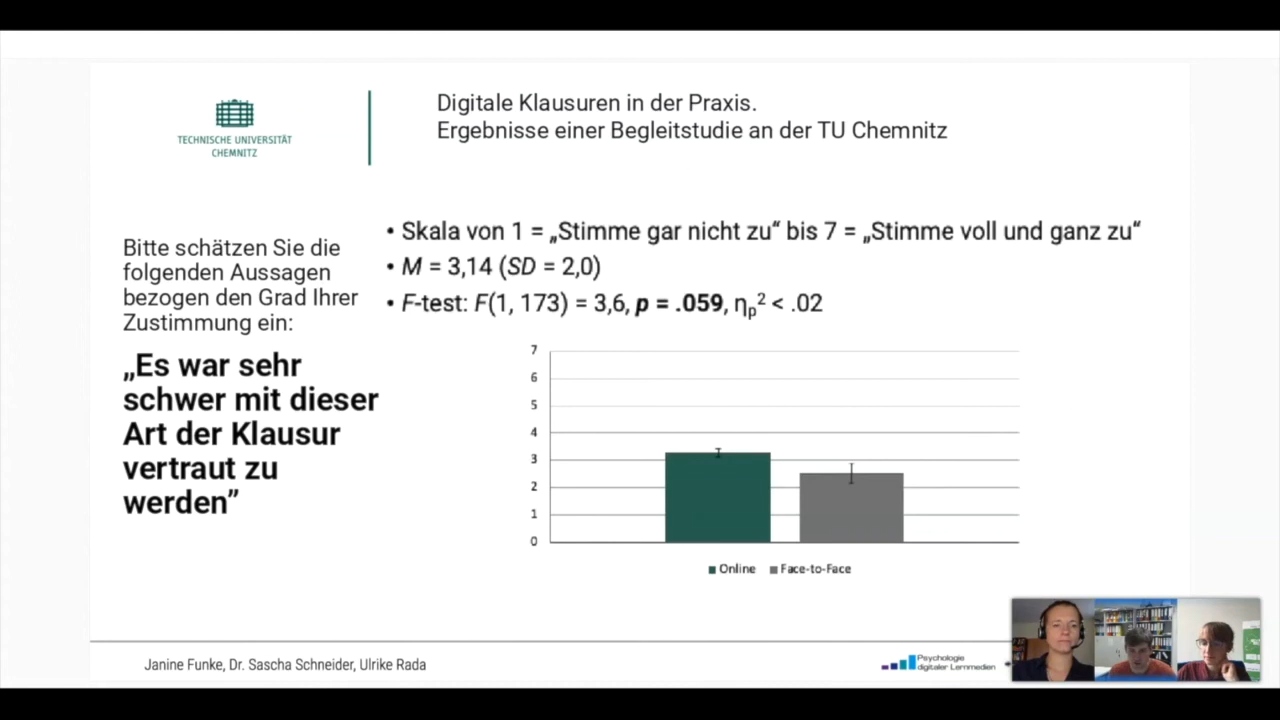 TECHNISCHE UNIVERSITÄT
CHEMNITZ
Digitale Klausuren in der Praxis.
Ergebnisse einer Begleitstudie an der TU Chemnitz
Bitte schätzen Sie die
folgenden Aussagen
bezogen den Grad Ihrer
Zustimmung ein:
„Es war sehr
schwer mit dieser
Art der Klausur
vertraut zu
werden”
• Skala von 1 = „Stimme gar nicht zu“ bis 7 = „Stimme voll und ganz zu“
• M = 3,14 (SD = 2,0)
• F-test: F(1, 173) = 3,6, p = .059, ηp² < .02
7
6
5
4
3
2
1
0
Online Face-to-Face
Janine Funke, Dr. Sascha Schneider, Ulrike Rada
Psychologie
digitaler Lernmedien